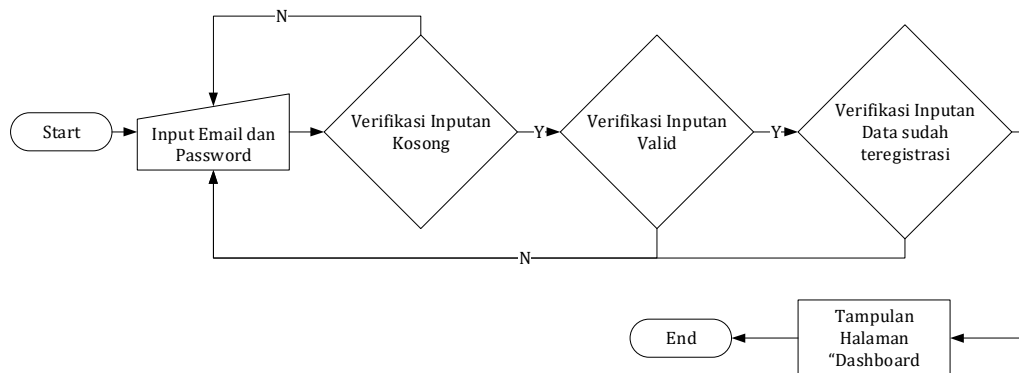 N
Start
Input Email dan
Password
Verifikasi Inputan
Kosong
Y
Verifikasi Inputan
Valid
Y
Verifikasi Inputan
Data sudah
teregistrasi
N
End
Tampulan
Halaman
“Dashboard